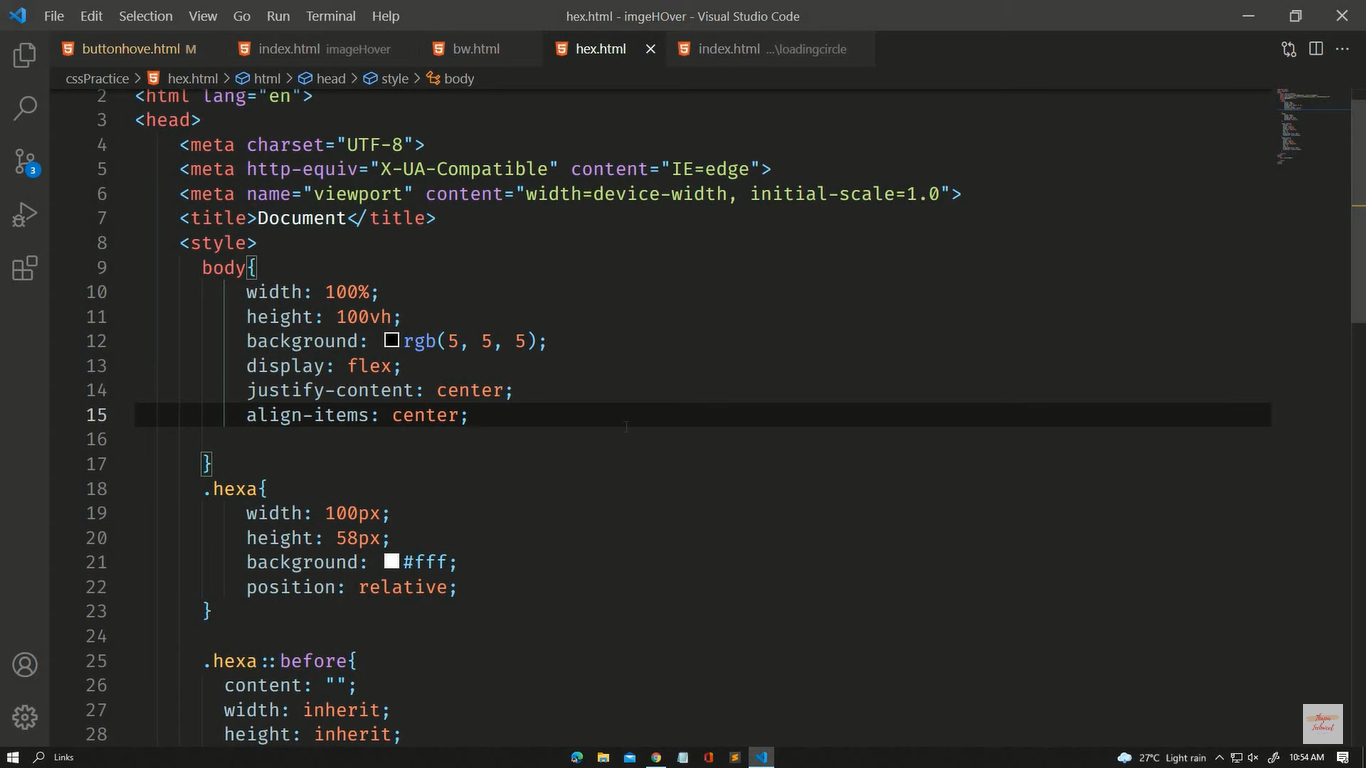 File Edit Selection View Go Run Terminal Help hex.html - imgeHOver - Visual Studio Code
buttonhove.html M index.html imageHover bw.html hex.html index.html ...\loadingcircle
cssPractice > hex.html > html > head > style > body
2 <html lang="en">
3 <head>
4 <meta charset="UTF-8">
5 <meta http-equiv="X-UA-Compatible" content="IE=edge">
6 <meta name="viewport" content="width=device-width, initial-scale=1.0">
7 <title>Document</title>
8 <style>
9 body{
10 width: 100%;
11 height: 100vh;
12 background: rgb(5, 5, 5);
13 display: flex;
14 justify-content: center;
15 align-items: center;
16
17 }
18 .hexa{
19 width: 100px;
20 height: 58px;
21 background: #fff;
22 position: relative;
23 }
24
25 .hexa::before{
26 content: "";
27 width: inherit;
28 height: inherit;
3
Links 27°C Light rain 10:54 AM